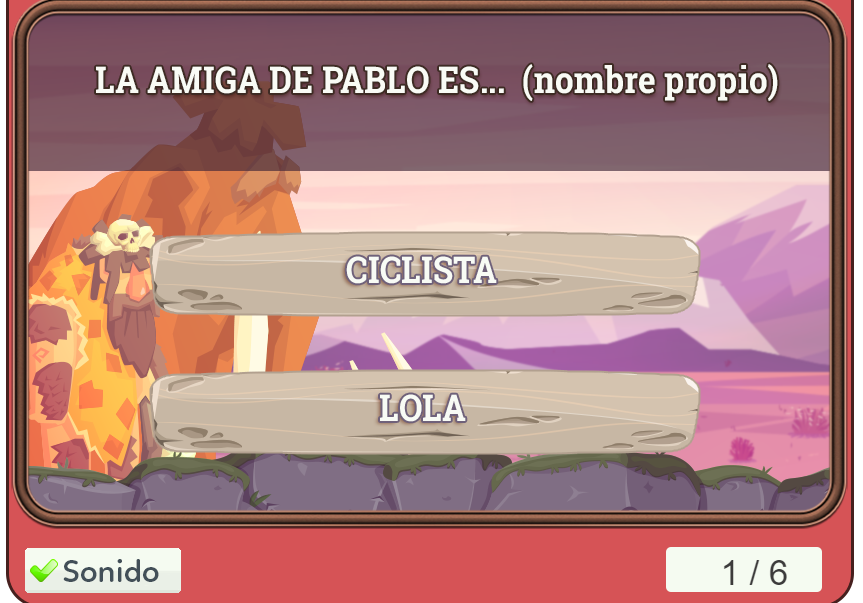 LA AMIGA DE PABLO ES... (nombre propio)
CICLISTA
LOLA
Sonido
1 / 6